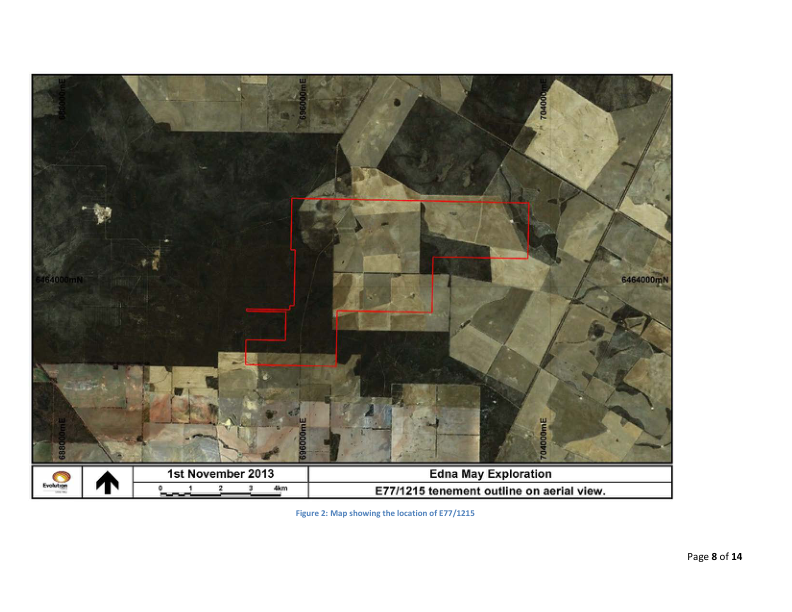 688000mE
696000mE
704000mE
6464000mN
6464000mN
688000mE
696000mE
704000mE
Evolution
1st November 2013
0 1 2 3 4km
Edna May Exploration
E77/1215 tenement outline on aerial view.
Figure 2: Map showing the location of E77/1215
Page 8 of 14